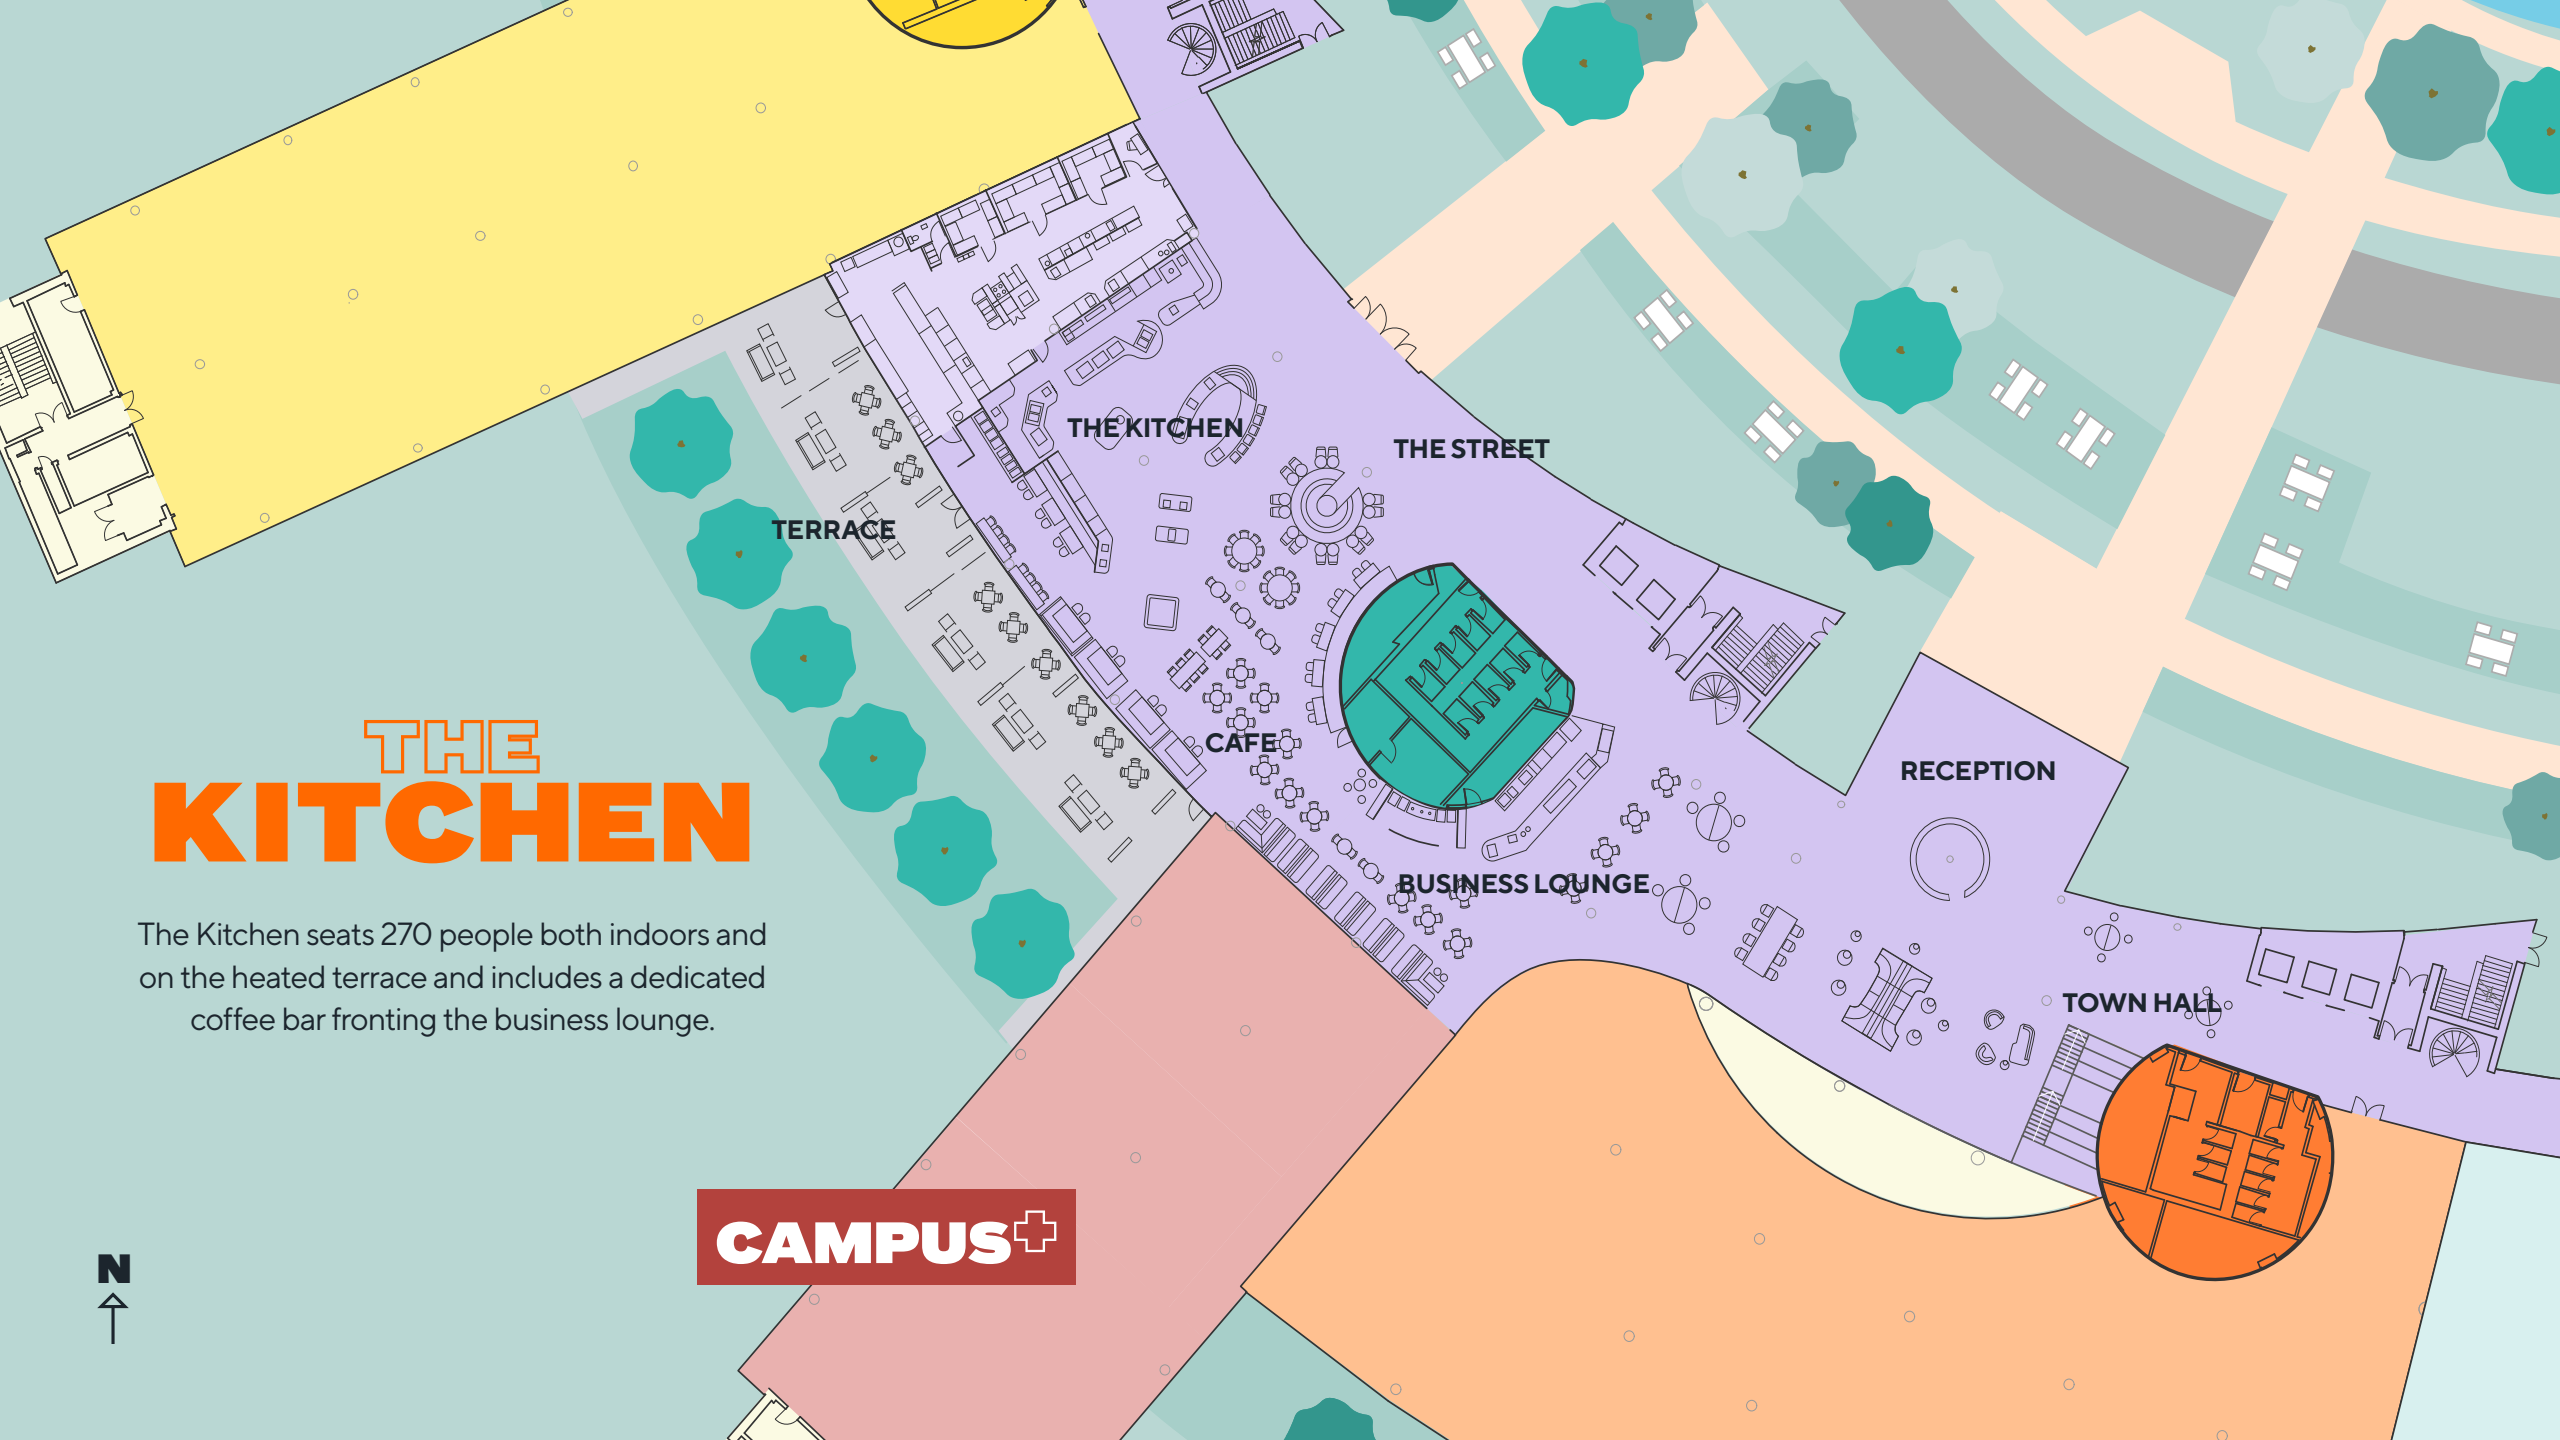 THE KITCHEN
THE STREET
TERRACE
CAFE
RECEPTION
BUSINESS LOUNGE
TOWN HALL
THE
KITCHEN
The Kitchen seats 270 people both indoors and
on the heated terrace and includes a dedicated
coffee bar fronting the business lounge.
CAMPUS+
N